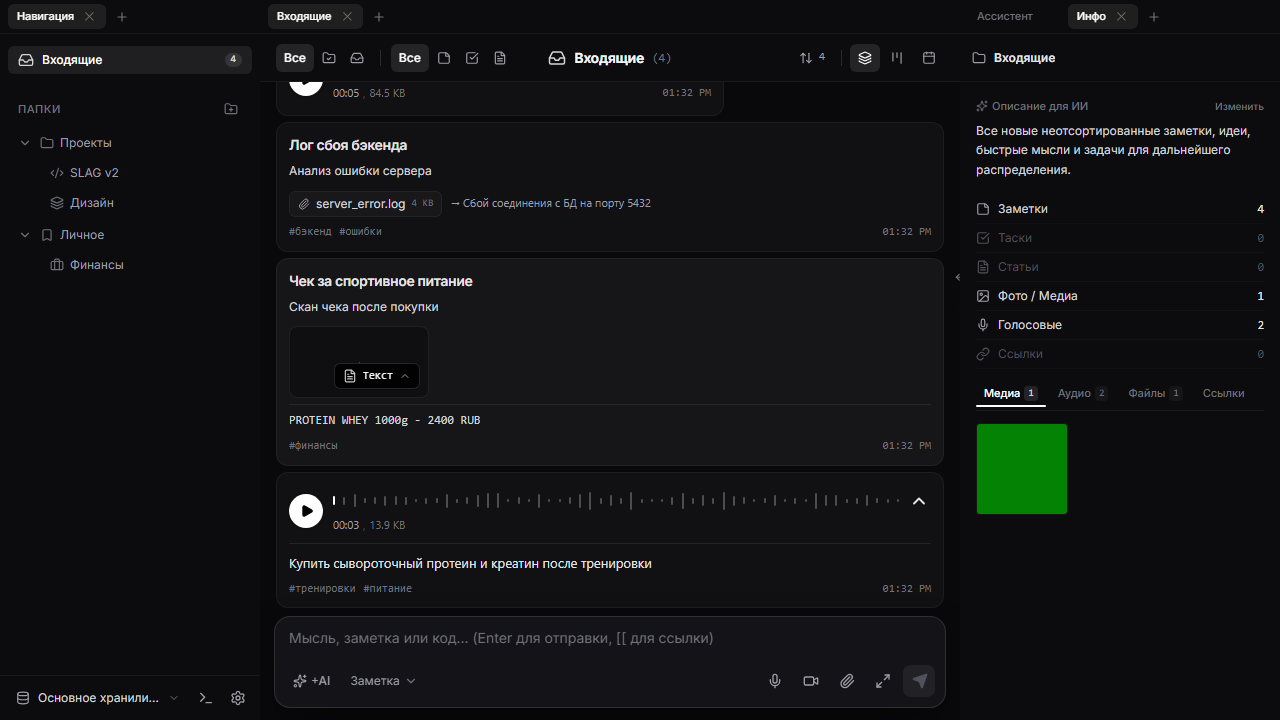 Навигация
Входящие
Ассистент
Инфо
Входящие
4
Все
Все
Входящие (4)
4
Входящие
ПАПКИ
Проекты
SLAG v2
Дизайн
Личное
Финансы
Основное хранили...
00:05 , 84.5 KB
01:32 PM
Лог сбоя бэкенда
Анализ ошибки сервера
server_error.log 4 KB → Сбой соединения с БД на порту 5432
#бэкенд #ошибки
01:32 PM
Чек за спортивное питание
Скан чека после покупки
Текст
PROTEIN WHEY 1000g - 2400 RUB
#финансы
01:32 PM
00:03 , 13.9 KB
Купить сывороточный протеин и креатин после тренировки
#тренировки #питание
01:32 PM
Мысль, заметка или код... (Enter для отправки, [[ для ссылки)
+AI
Заметка
Описание для ИИ
Изменить
Все новые неотсортированные заметки, идеи,
быстрые мысли и задачи для дальнейшего
распределения.
Заметки 4
Таски 0
Статьи 0
Фото / Медиа 1
Голосовые 2
Ссылки 0
Медиа 1 Аудио 2 Файлы 1 Ссылки